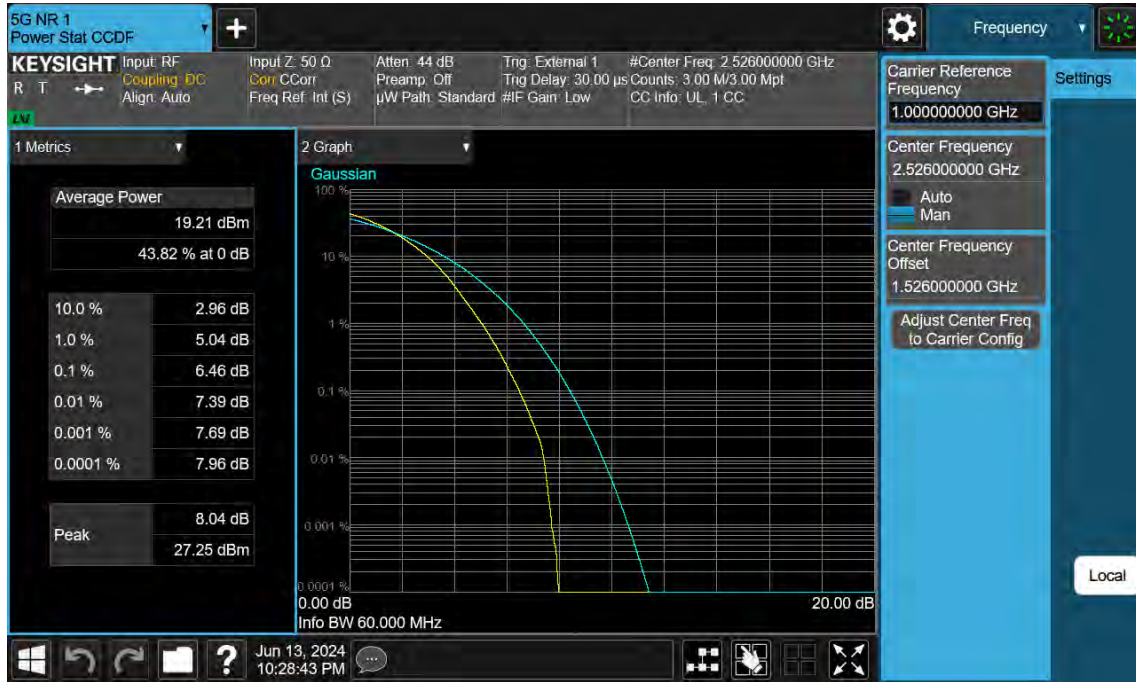 5G NR 1
Power Stat CCDF
Frequency
KEYSIGHT
R T
LXI
Input: RF
Coupling: DC
Align: Auto
Input Z: 50 Ω
Corr CCorr
Freq Ref: Int (S)
Atten: 44 dB
Preamp: Off
µW Path: Standard
Trig: External 1
Trig Delay: 30.00 µs
#IF Gain: Low
#Center Freq: 2.526000000 GHz
Counts: 3.00 M/3.00 Mpt
CC Info: UL, 1 CC
1 Metrics
Average Power
19.21 dBm
43.82 % at 0 dB
10.0 % 2.96 dB
1.0 % 5.04 dB
0.1 % 6.46 dB
0.01 % 7.39 dB
0.001 % 7.69 dB
0.0001 % 7.96 dB
Peak
8.04 dB
27.25 dBm
2 Graph
Gaussian
100 %
10 %
1 %
0.1 %
0.01 %
0.001 %
0.0001 %
0.00 dB 20.00 dB
Info BW 60.000 MHz
Carrier Reference
Frequency
1.000000000 GHz
Center Frequency
2.526000000 GHz
Auto
Man
Center Frequency
Offset
1.526000000 GHz
Adjust Center Freq
to Carrier Config
Settings
Local
?
Jun 13, 2024
10:28:43 PM